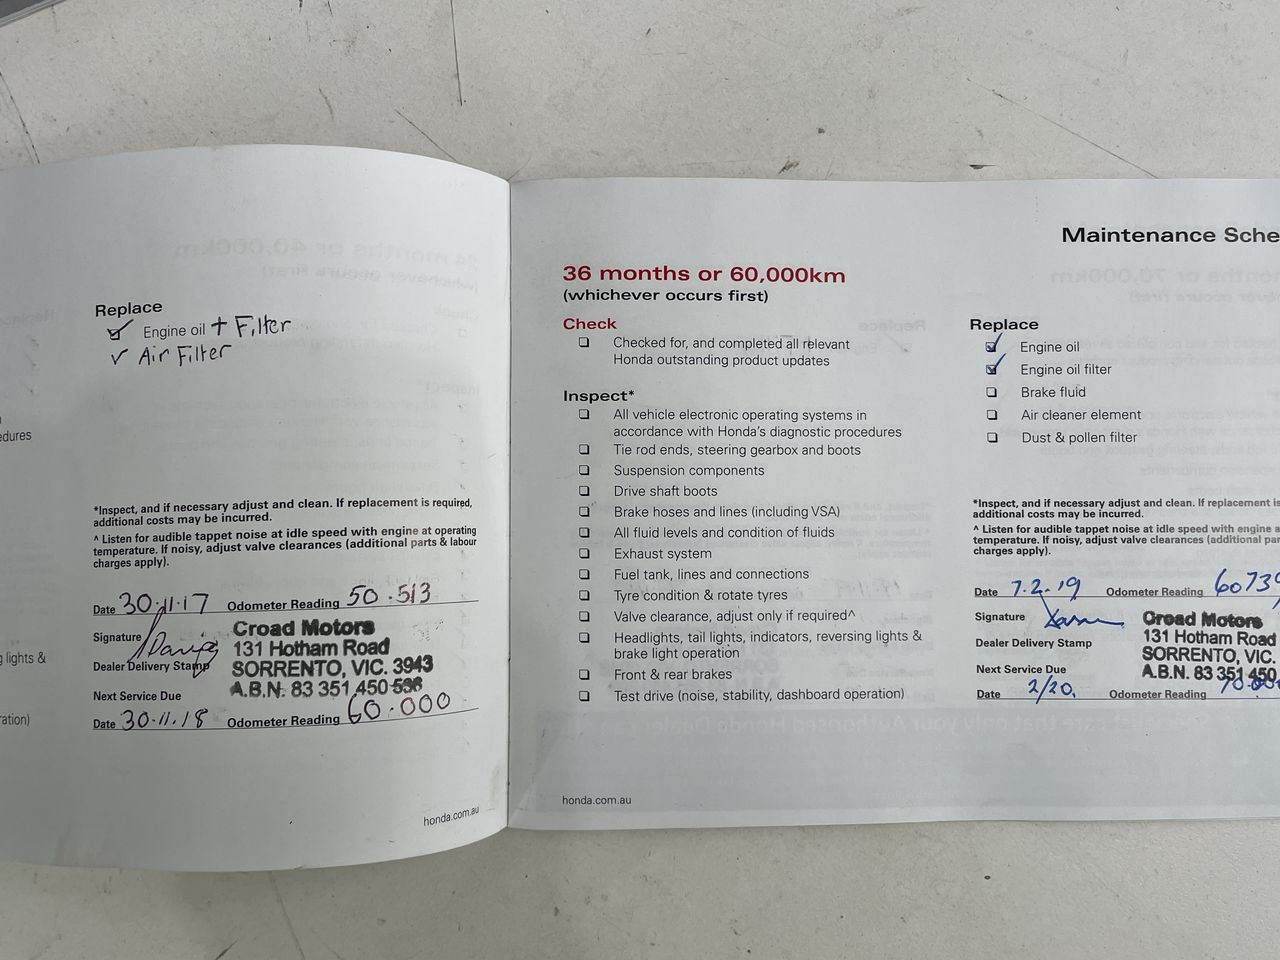 Replace
Engine oil + Filter
Air Filter
edures
*Inspect, and if necessary adjust and clean. If replacement is required,
additional costs may be incurred.
^ Listen for audible tappet noise at idle speed with engine at operating
temperature. If noisy, adjust valve clearances (additional parts & labour
charges apply).
Date 30.11.17 Odometer Reading 50.513
Signature
lights &
Dealer Delivery Stamp
Croad Motors
131 Hotham Road
SORRENTO, VIC. 3943
A.B.N. 83 351 450 536
Next Service Due
ration)
Date 30.11.18 Odometer Reading 60.000
honda.com.au
Maintenance Sche
36 months or 60,000km
(whichever occurs first)
Check
Checked for, and completed all relevant
Honda outstanding product updates
Inspect*
All vehicle electronic operating systems in
accordance with Honda's diagnostic procedures
Tie rod ends, steering gearbox and boots
Suspension components
Drive shaft boots
Brake hoses and lines (including VSA)
All fluid levels and condition of fluids
Exhaust system
Fuel tank, lines and connections
Tyre condition & rotate tyres
Valve clearance, adjust only if required^
Headlights, tail lights, indicators, reversing lights &
brake light operation
Front & rear brakes
Test drive (noise, stability, dashboard operation)
honda.com.au
Replace
Engine oil
Engine oil filter
Brake fluid
Air cleaner element
Dust & pollen filter
*Inspect, and if necessary adjust and clean. If replacement is
additional costs may be incurred.
^ Listen for audible tappet noise at idle speed with engine a
temperature. If noisy, adjust valve clearances (additional par
charges apply).
Date 7.2.19 Odometer Reading 60739
Signature
Dealer Delivery Stamp
Croad Motors
131 Hotham Road
SORRENTO, VIC.
A.B.N. 83 351 450
Next Service Due
Date 2/20. Odometer Reading 70.000